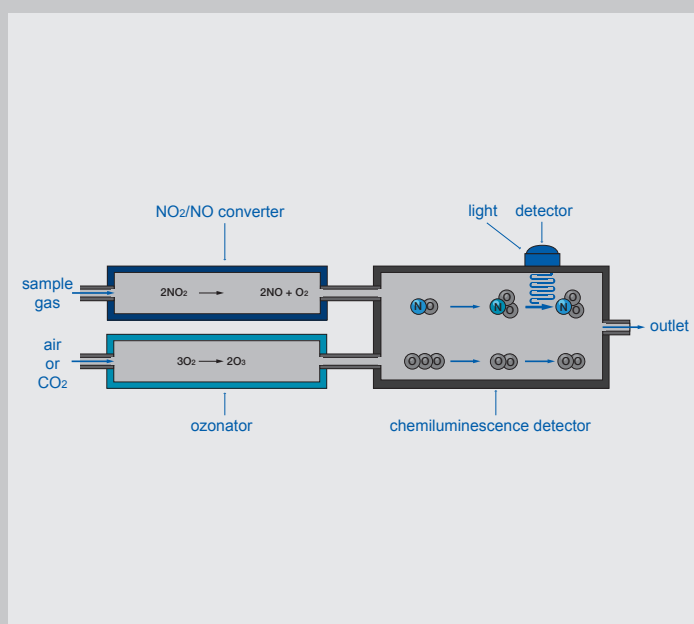 NO2/NO converter
light detector
sample
gas
2NO2 → 2NO + O2
N O O N O O N O
outlet
air
or
CO2
3O2 → 2O3
O O O O O O O
ozonator
chemiluminescence detector